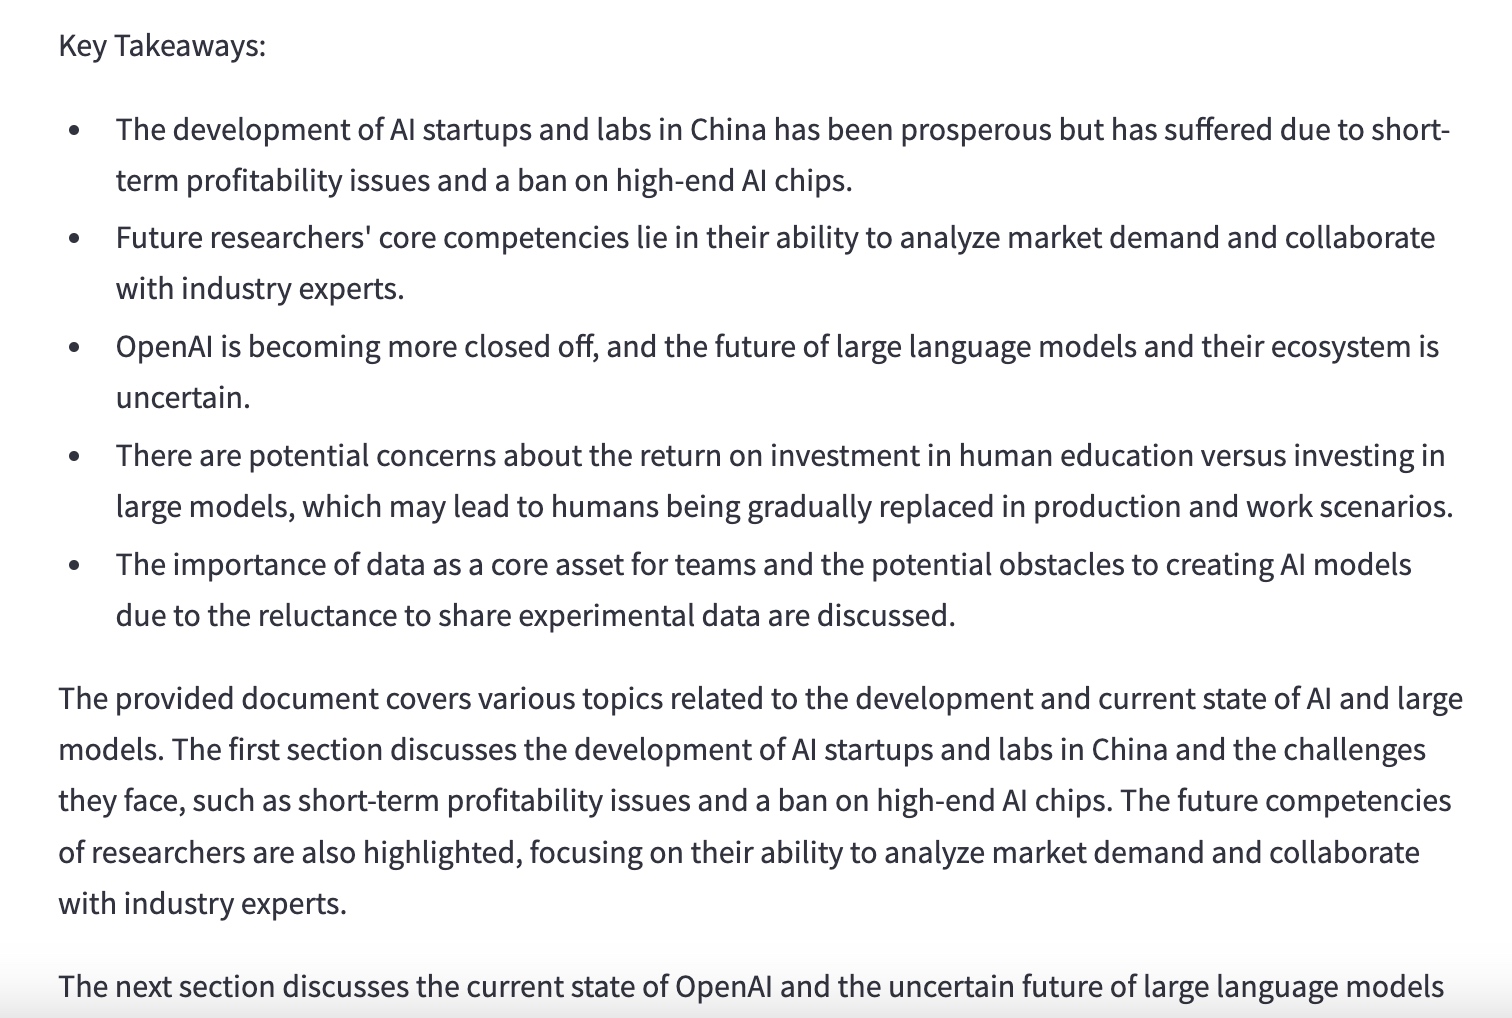 Key Takeaways:
• The development of AI startups and labs in China has been prosperous but has suffered due to short-
term profitability issues and a ban on high-end AI chips.
• Future researchers' core competencies lie in their ability to analyze market demand and collaborate
with industry experts.
• OpenAI is becoming more closed off, and the future of large language models and their ecosystem is
uncertain.
• There are potential concerns about the return on investment in human education versus investing in
large models, which may lead to humans being gradually replaced in production and work scenarios.
• The importance of data as a core asset for teams and the potential obstacles to creating AI models
due to the reluctance to share experimental data are discussed.
The provided document covers various topics related to the development and current state of AI and large
models. The first section discusses the development of AI startups and labs in China and the challenges
they face, such as short-term profitability issues and a ban on high-end AI chips. The future competencies
of researchers are also highlighted, focusing on their ability to analyze market demand and collaborate
with industry experts.
The next section discusses the current state of OpenAI and the uncertain future of large language models